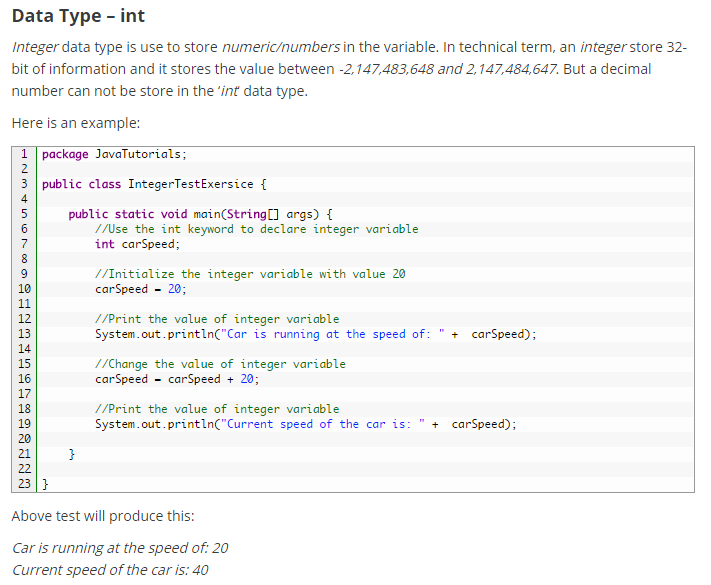 Data Type – int
Integer data type is use to store numeric/numbers in the variable. In technical term, an integer store 32-
bit of information and it stores the value between -2,147,483,648 and 2,147,484,647. But a decimal
number can not be store in the 'int' data type.
Here is an example:
1 package JavaTutorials;
2
3 public class IntegerTestExersice {
4
5 public static void main(String[] args) {
6 //Use the int keyword to declare integer variable
7 int carSpeed;
8
9 //Initialize the integer variable with value 20
10 carSpeed = 20;
11
12 //Print the value of integer variable
13 System.out.println("Car is running at the speed of: " + carSpeed);
14
15 //Change the value of integer variable
16 carSpeed = carSpeed + 20;
17
18 //Print the value of integer variable
19 System.out.println("Current speed of the car is: " + carSpeed);
20
21 }
22
23 }
Above test will produce this:
Car is running at the speed of: 20
Current speed of the car is: 40